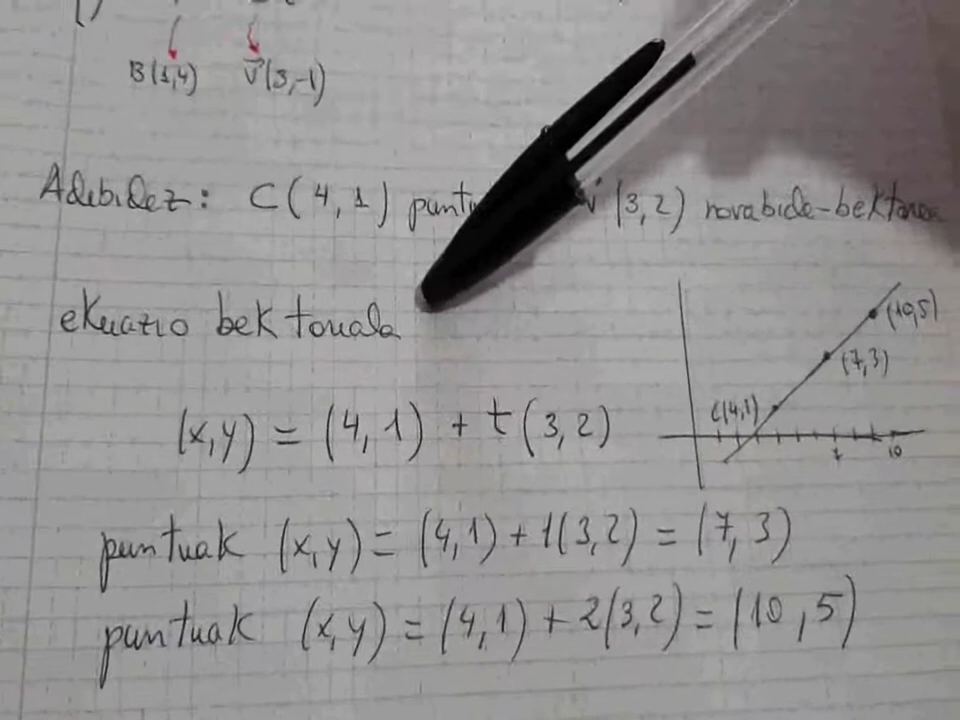 B(1,4) v⃗(3,-1)
Adibidez: C(4,1) v⃗(3,2) norabide-bektorea
ekuazio bektoriala
(x,y) = (4,1) + t(3,2)
(10,5)
(7,3)
C(4,1)
7 10
puntuak (x,y) = (4,1) + 1(3,2) = (7,3)
puntuak (x,y) = (4,1) + 2(3,2) = (10,5)